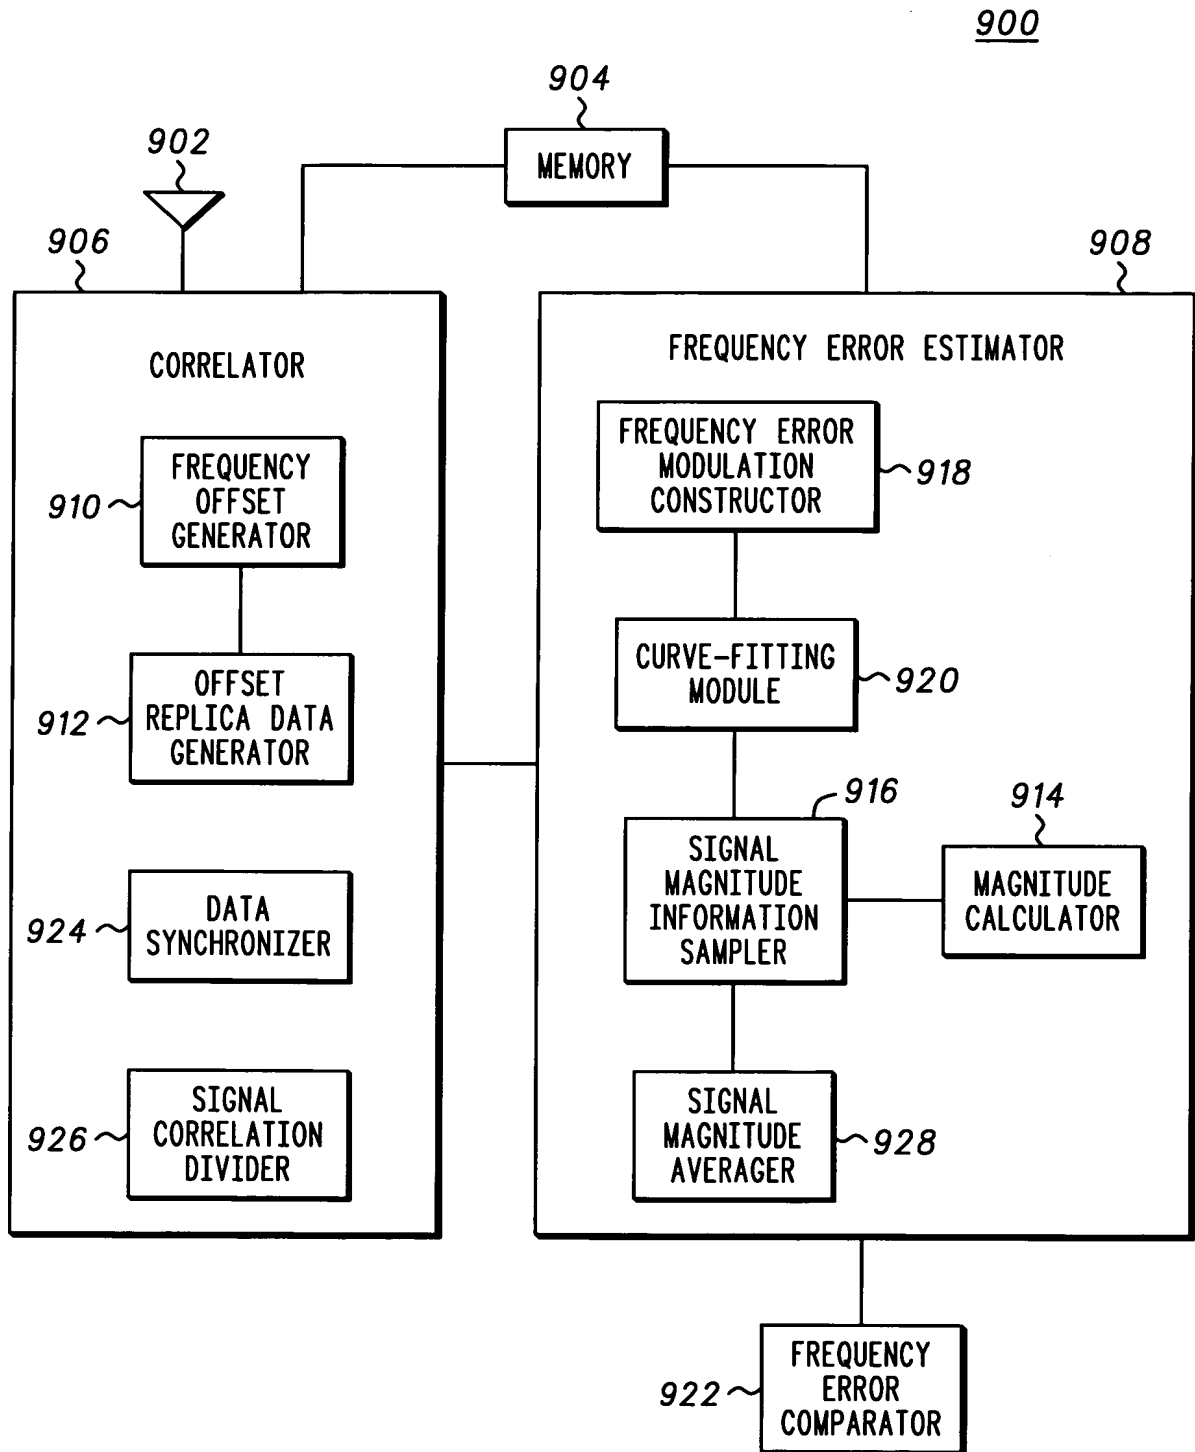 900
904
MEMORY
902
906
908
CORRELATOR
FREQUENCY ERROR ESTIMATOR
FREQUENCY
OFFSET
GENERATOR
910
FREQUENCY ERROR
MODULATION
CONSTRUCTOR
918
OFFSET
REPLICA DATA
GENERATOR
912
CURVE-FITTING
MODULE
920
916
914
SIGNAL
MAGNITUDE
INFORMATION
SAMPLER
MAGNITUDE
CALCULATOR
DATA
SYNCHRONIZER
924
SIGNAL
CORRELATION
DIVIDER
926
SIGNAL
MAGNITUDE
AVERAGER
928
FREQUENCY
ERROR
COMPARATOR
922